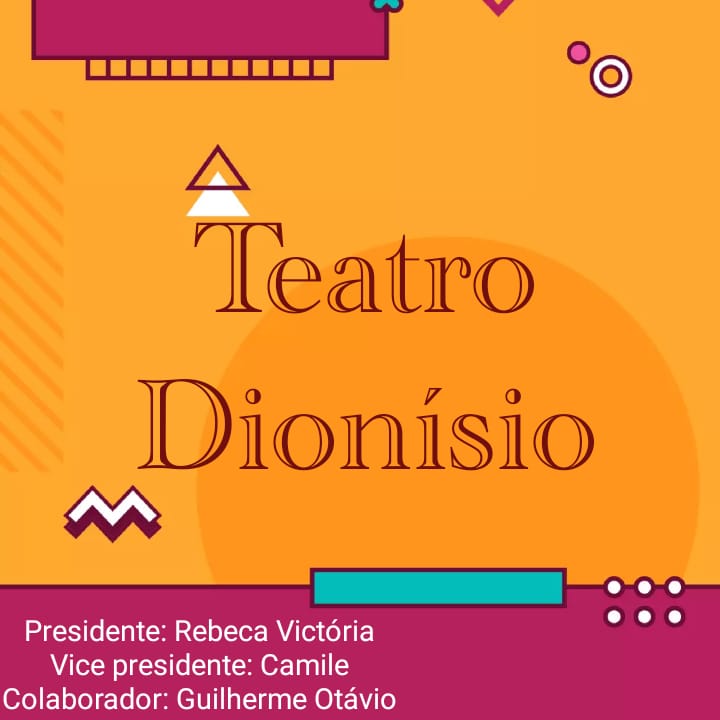 Teatro
Dionísio
Presidente: Rebeca Victória
Vice presidente: Camile
Colaborador: Guilherme Otávio